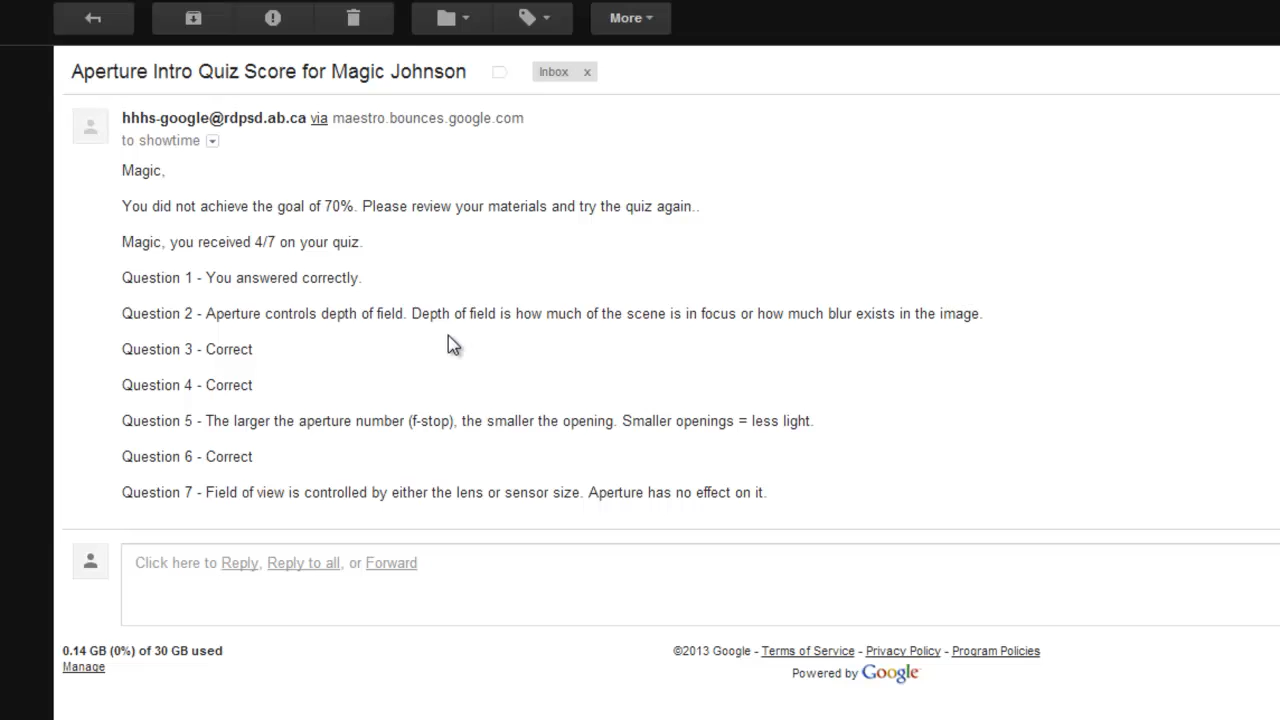 More
Aperture Intro Quiz Score for Magic Johnson Inbox x
hhhs-google@rdpsd.ab.ca via maestro.bounces.google.com
to showtime
Magic,
You did not achieve the goal of 70%. Please review your materials and try the quiz again..
Magic, you received 4/7 on your quiz.
Question 1 - You answered correctly.
Question 2 - Aperture controls depth of field. Depth of field is how much of the scene is in focus or how much blur exists in the image.
Question 3 - Correct
Question 4 - Correct
Question 5 - The larger the aperture number (f-stop), the smaller the opening. Smaller openings = less light.
Question 6 - Correct
Question 7 - Field of view is controlled by either the lens or sensor size. Aperture has no effect on it.
Click here to Reply, Reply to all, or Forward
0.14 GB (0%) of 30 GB used
Manage
©2013 Google - Terms of Service - Privacy Policy - Program Policies
Powered by Google